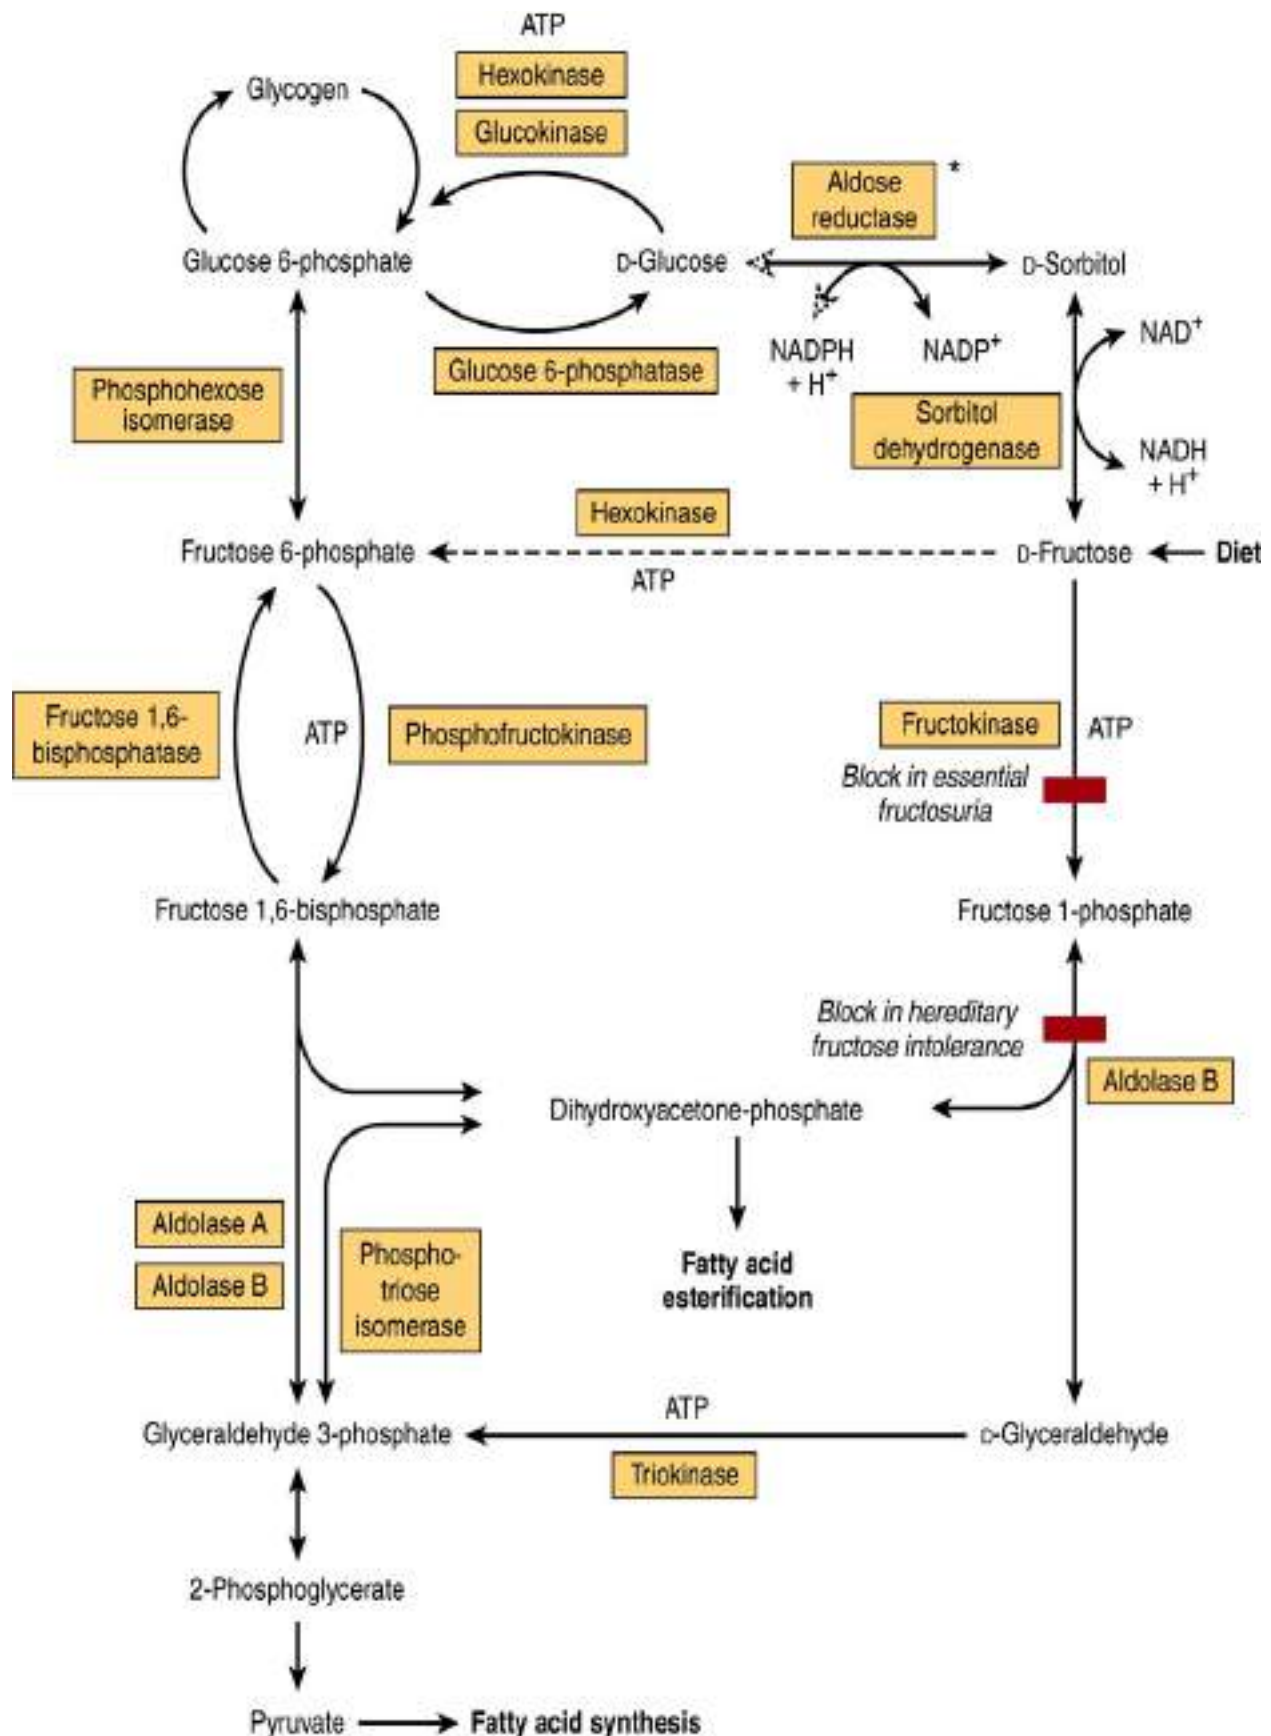 ATP
Hexokinase
Glycogen
Glucokinase
Aldose
reductase
*
Glucose 6-phosphate
D-Glucose
D-Sorbitol
NADPH
+ H+
NADP+
NAD+
Glucose 6-phosphatase
Phosphohexose
isomerase
Sorbitol
dehydrogenase
NADH
+ H+
Hexokinase
Fructose 6-phosphate
ATP
D-Fructose
Diet
Fructose 1,6-
bisphosphatase
ATP
Phosphofructokinase
Fructokinase
ATP
Block in essential
fructosuria
Fructose 1,6-bisphosphate
Fructose 1-phosphate
Block in hereditary
fructose intolerance
Aldolase B
Dihydroxyacetone-phosphate
Aldolase A
Aldolase B
Phospho-
triose
isomerase
Fatty acid
esterification
ATP
Glyceraldehyde 3-phosphate
D-Glyceraldehyde
Triokinase
2-Phosphoglycerate
Pyruvate
Fatty acid synthesis